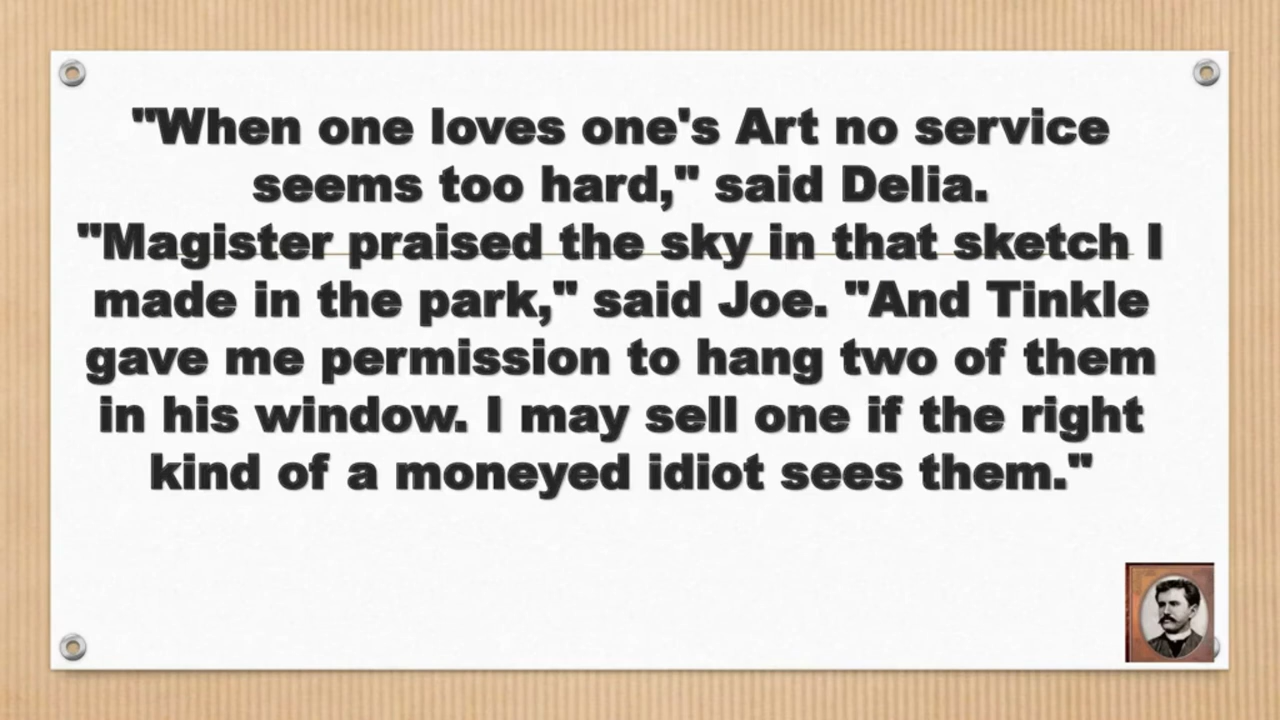 "When one loves one's Art no service
seems too hard," said Delia.
"Magister praised the sky in that sketch I
made in the park," said Joe. "And Tinkle
gave me permission to hang two of them
in his window. I may sell one if the right
kind of a moneyed idiot sees them."